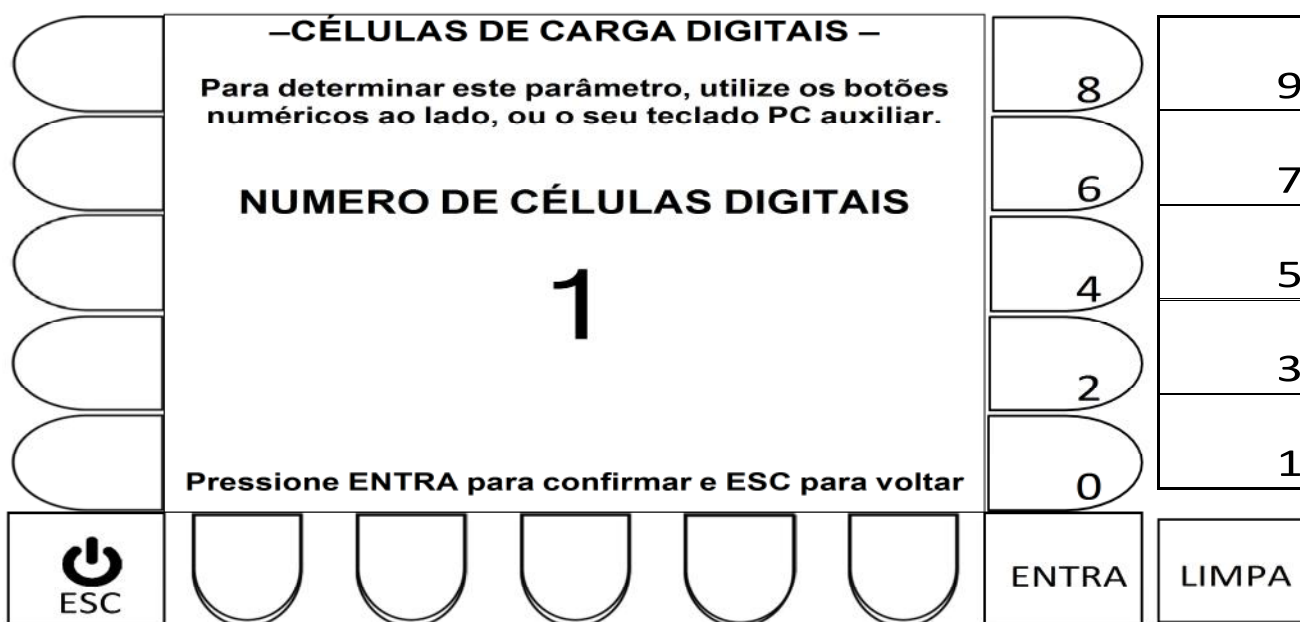 –CÉLULAS DE CARGA DIGITAIS –
Para determinar este parâmetro, utilize os botões
numéricos ao lado, ou o seu teclado PC auxiliar.
NUMERO DE CÉLULAS DIGITAIS
1
Pressione ENTRA para confirmar e ESC para voltar
8 9
6 7
4 5
2 3
0 1
ESC ENTRA LIMPA